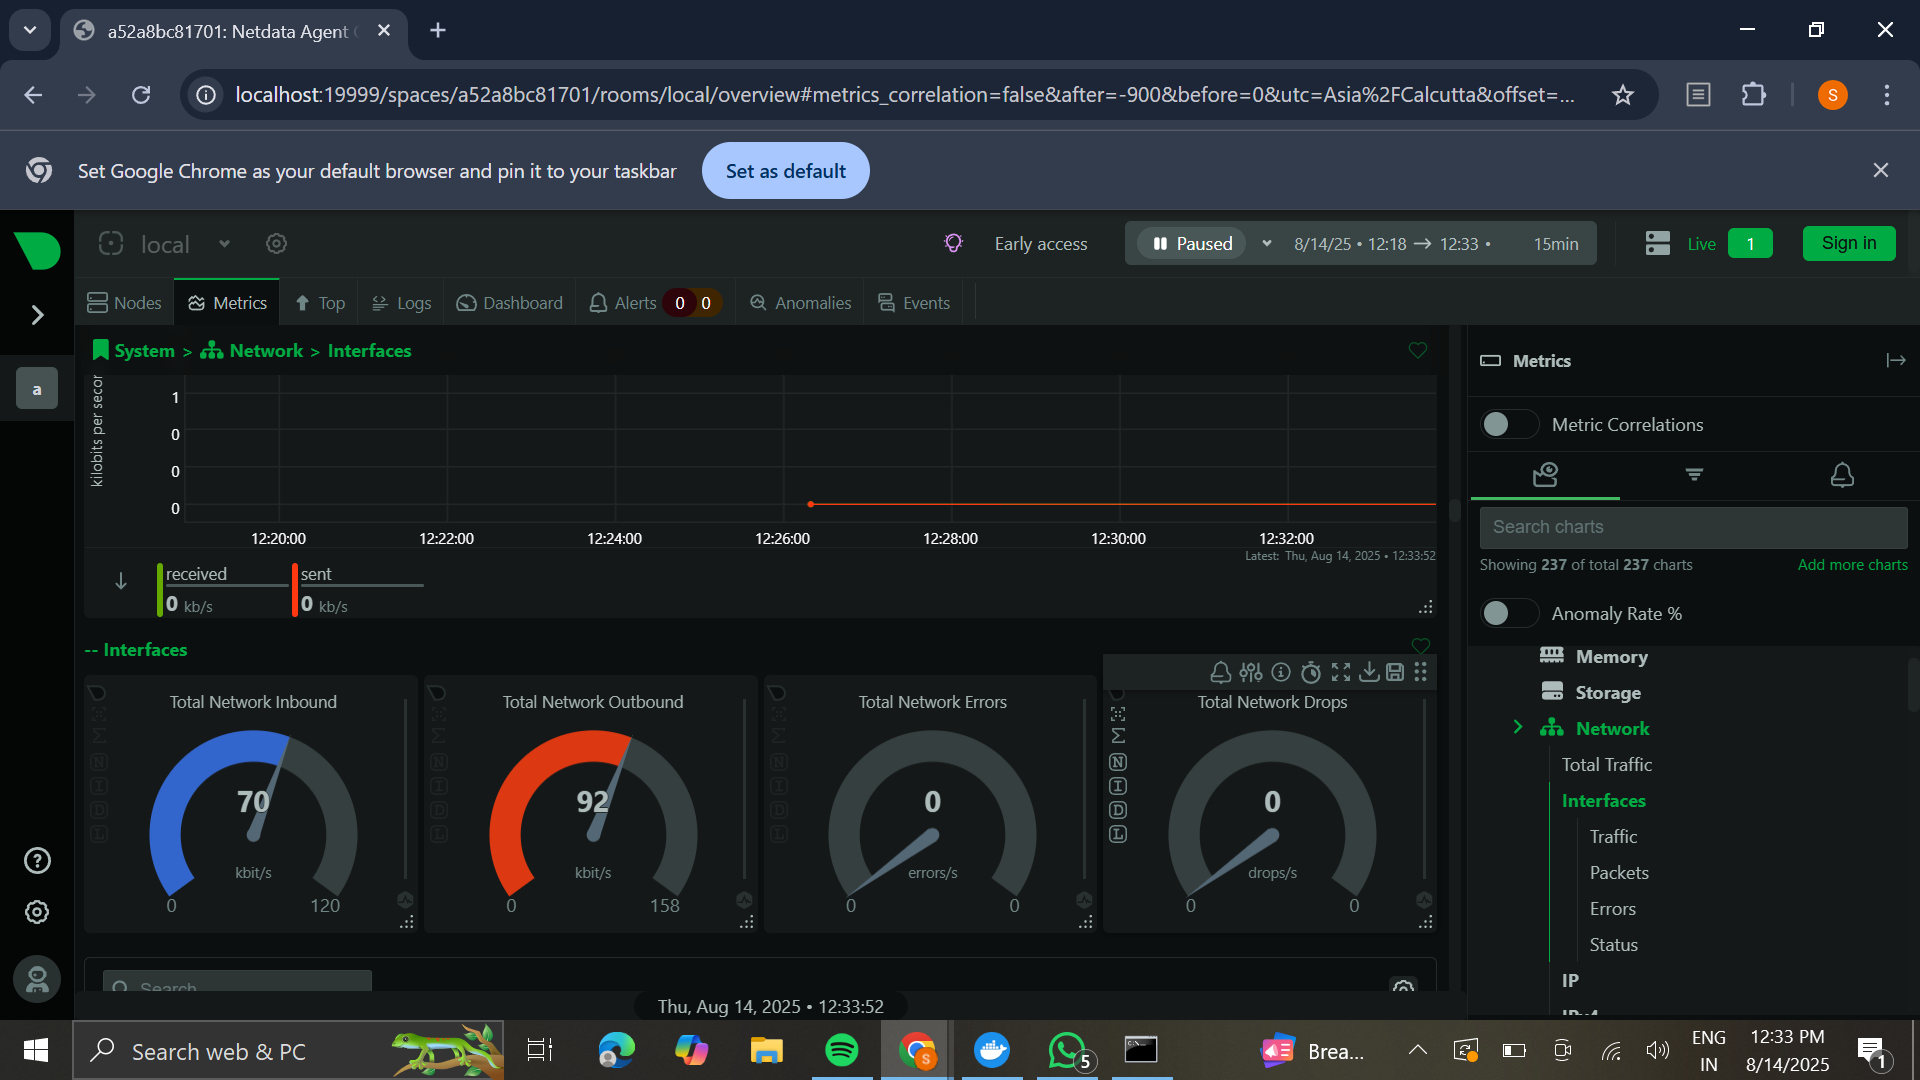 a52a8bc81701: Netdata Agent
localhost:19999/spaces/a52a8bc81701/rooms/local/overview#metrics_correlation=false&after=-900&before=0&utc=Asia%2FCalcutta&offset=...
S
Set Google Chrome as your default browser and pin it to your taskbar
Set as default
local
Early access
Paused
8/14/25 • 12:18 → 12:33 •
15min
Live
1
Sign in
Nodes
Metrics
Top
Logs
Dashboard
Alerts
0
0
Anomalies
Events
a
System > Network > Interfaces
kilobits per secor
1
0
0
0
12:20:00
12:22:00
12:24:00
12:26:00
12:28:00
12:30:00
12:32:00
Latest: Thu, Aug 14, 2025 • 12:33:52
received
0 kb/s
sent
0 kb/s
-- Interfaces
Total Network Inbound
70
kbit/s
0
120
Total Network Outbound
92
kbit/s
0
158
Total Network Errors
0
errors/s
0
0
Total Network Drops
N
I
D
L
0
drops/s
0
0
Search
Thu, Aug 14, 2025 • 12:33:52
Metrics
Metric Correlations
Search charts
Showing 237 of total 237 charts
Add more charts
Anomaly Rate %
Memory
Storage
Network
Total Traffic
Interfaces
Traffic
Packets
Errors
Status
IP
IPv4
Search web & PC
S
5
Brea...
ENG
IN
12:33 PM
8/14/2025
1